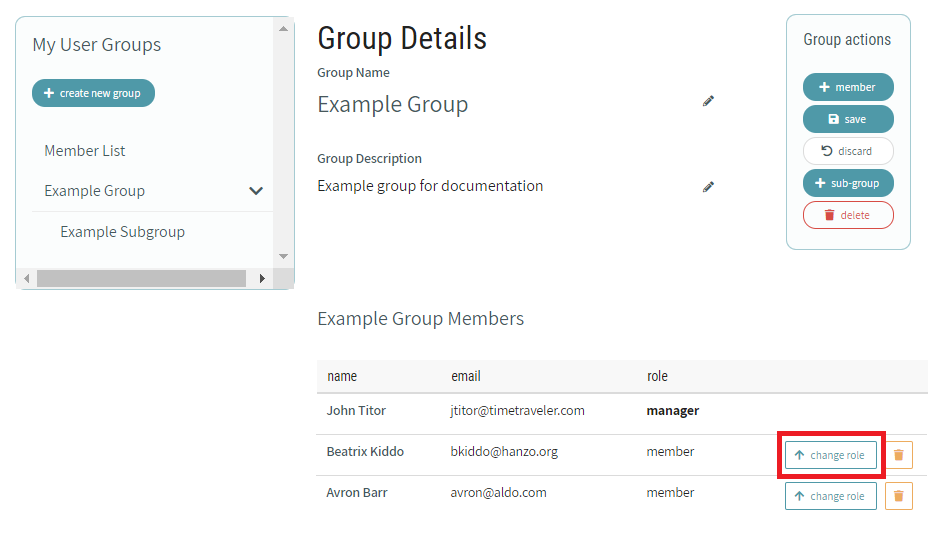 My User Groups
create new group
Member List
Example Group
Example Subgroup
Group Details
Group Name
Example Group
Group Description
Example group for documentation
Group actions
member
save
discard
sub-group
delete
Example Group Members
name email role
John Titor jtitor@timetraveler.com manager
Beatrix Kiddo bkiddo@hanzo.org member change role
Avron Barr avron@aldo.com member change role